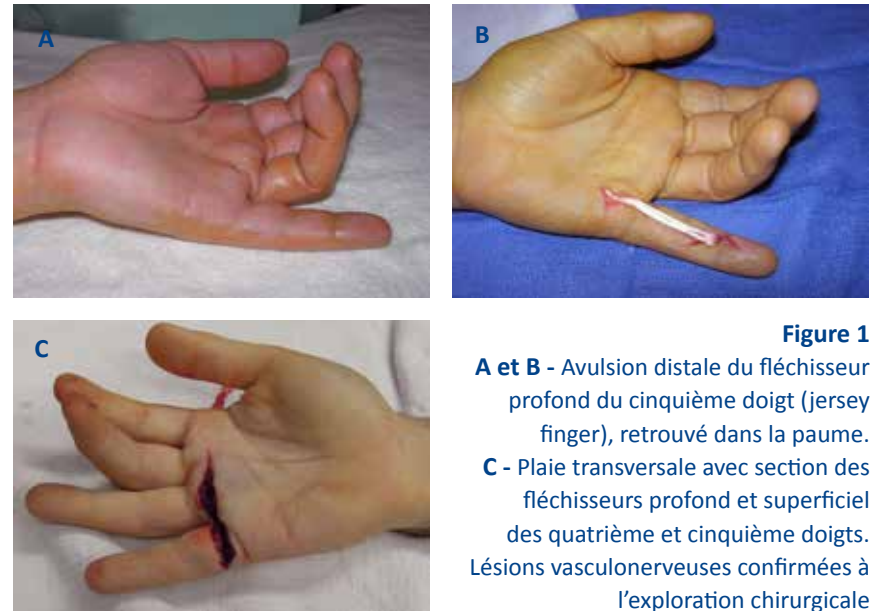 A
B
C
Figure 1
A et B - Avulsion distale du fléchisseur
profond du cinquième doigt (jersey
finger), retrouvé dans la paume.
C - Plaie transversale avec section des
fléchisseurs profond et superficiel
des quatrième et cinquième doigts.
Lésions vasculonerveuses confirmées à
l’exploration chirurgicale